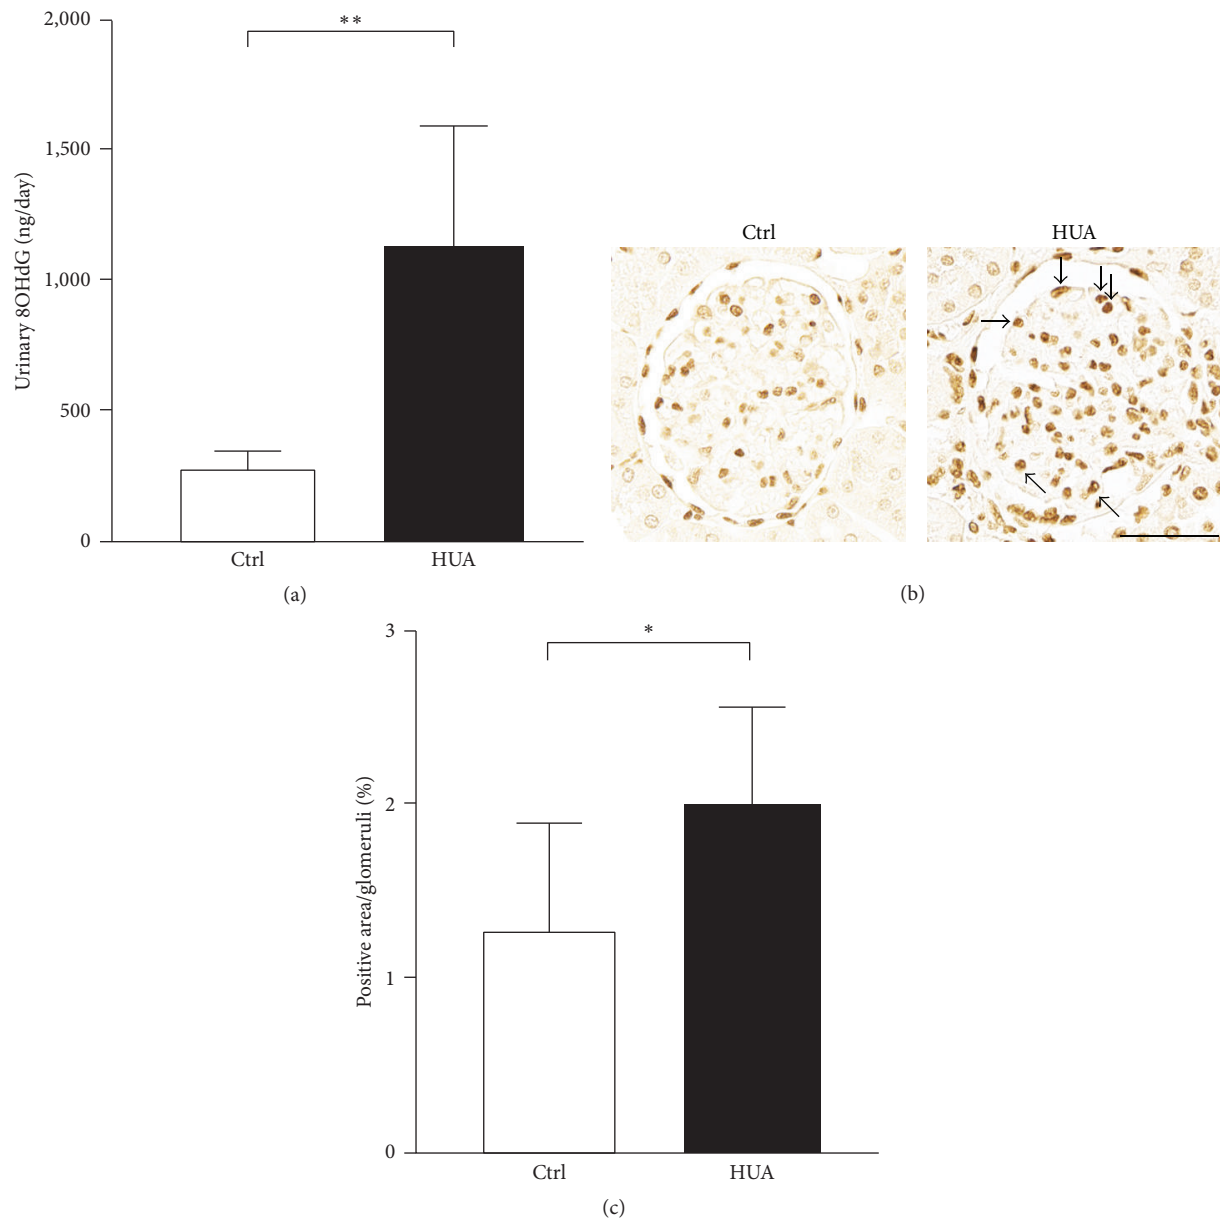 2,000
1,500
1,000
500
0
Urinary 8OHdG (ng/day)
**
Ctrl
HUA
(a)
Ctrl
HUA
(b)
3
2
1
0
Positive area/glomeruli (%)
*
Ctrl
HUA
(c)